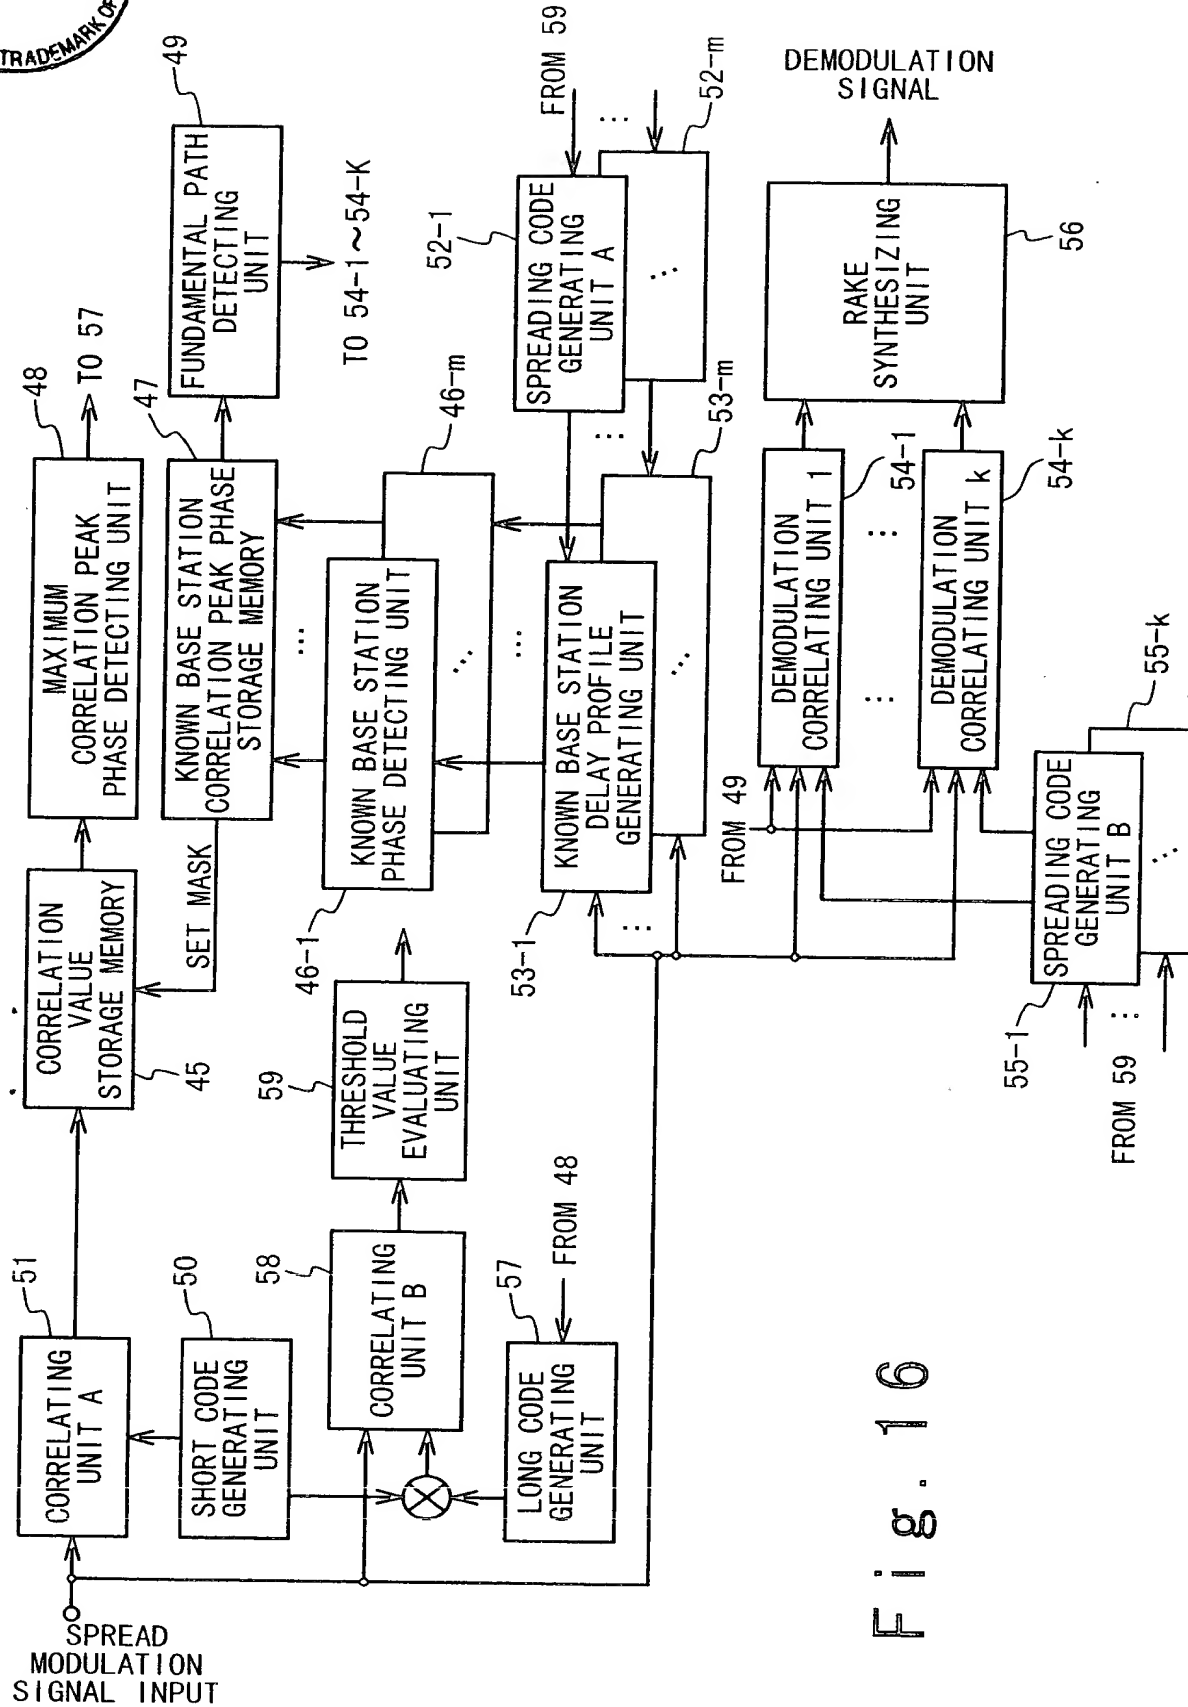 TRADEMARK OF
SPREAD
MODULATION
SIGNAL INPUT
CORRELATING
UNIT A
51
SHORT CODE
GENERATING
UNIT
50
CORRELATING
UNIT B
58
LONG CODE
GENERATING
UNIT
57
FROM 48
CORRELATION
VALUE
STORAGE MEMORY
45
SET MASK
THRESHOLD
VALUE
EVALUATING
UNIT
59
MAXIMUM
CORRELATION PEAK
PHASE DETECTING UNIT
48
TO 57
KNOWN BASE STATION
CORRELATION PEAK PHASE
STORAGE MEMORY
47
FUNDAMENTAL PATH
DETECTING
UNIT
49
TO 54-1~54-K
KNOWN BASE STATION
PHASE DETECTING UNIT
46-1
46-m
...
...
...
KNOWN BASE STATION
DELAY PROFILE
GENERATING UNIT
53-1
53-m
...
...
...
SPREADING CODE
GENERATING
UNIT A
52-1
52-m
...
FROM 59
...
FROM 49
DEMODULATION
CORRELATING UNIT 1
54-1
...
...
DEMODULATION
CORRELATING UNIT k
54-k
RAKE
SYNTHESIZING
UNIT
56
DEMODULATION
SIGNAL
SPREADING CODE
GENERATING
UNIT B
...
55-1
55-k
FROM 59
...
Fig. 16